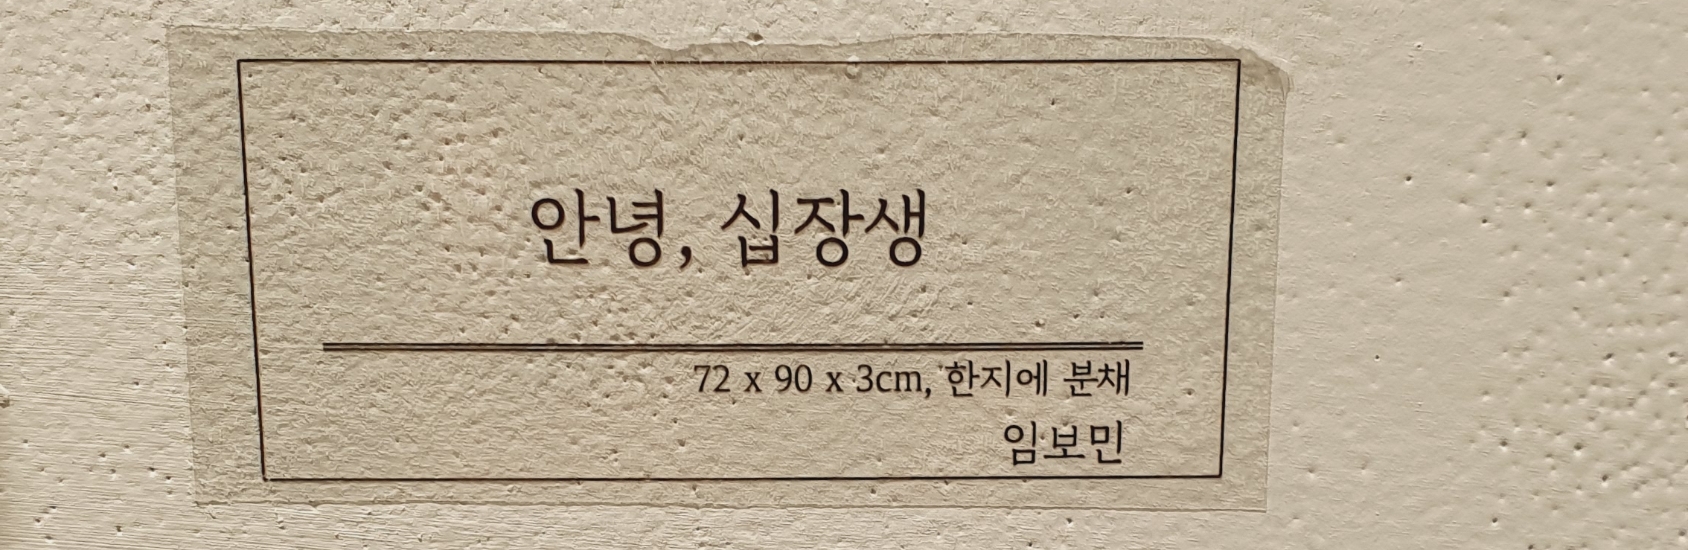 안녕, 십장생
72 x 90 x 3cm, 한지에 분채
임보민